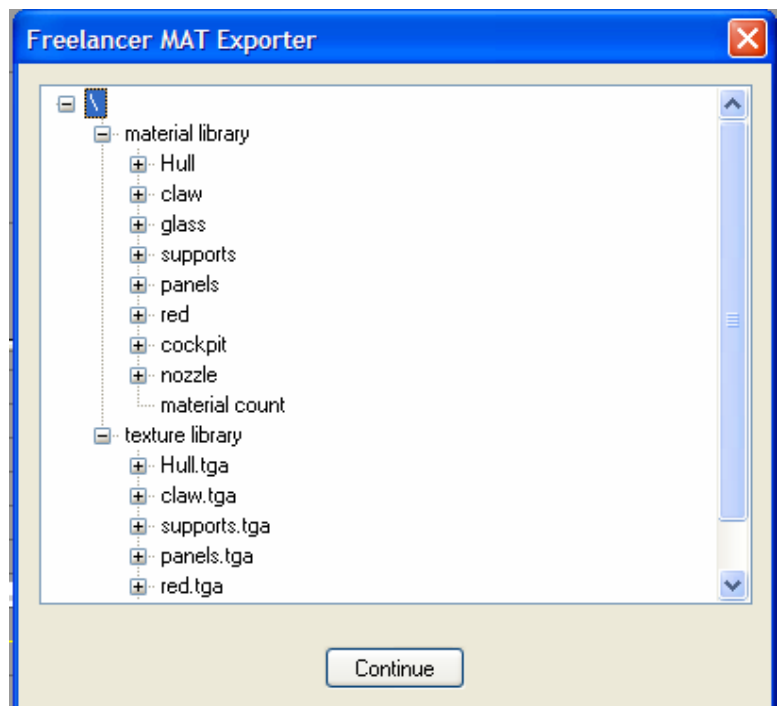 Freelancer MAT Exporter
\
material library
Hull
claw
glass
supports
panels
red
cockpit
nozzle
material count
texture library
Hull.tga
claw.tga
supports.tga
panels.tga
red.tga
Continue